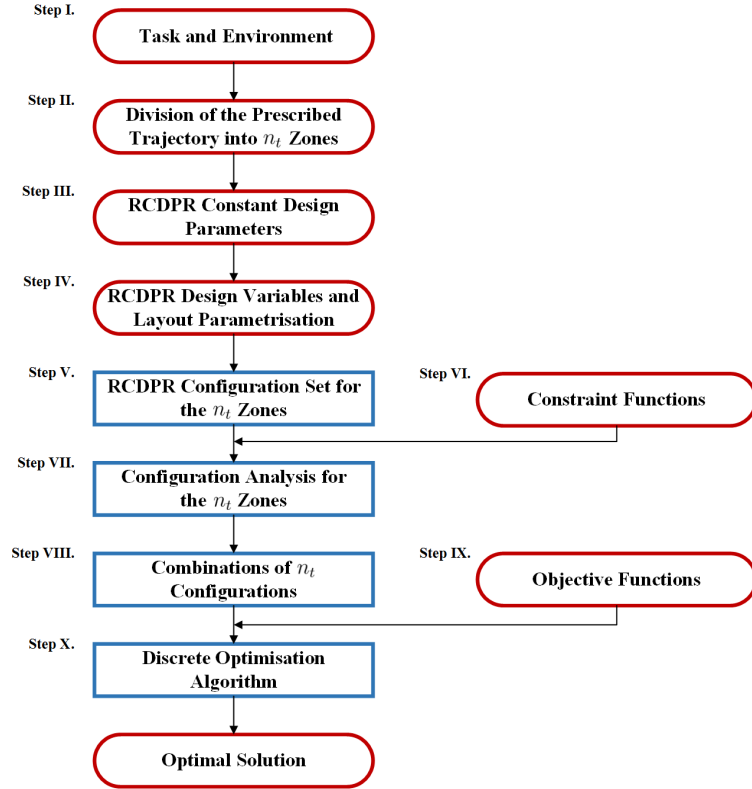 Step I.
Task and Environment
Step II.
Division of the Prescribed
Trajectory into n_t Zones
Step III.
RCDPR Constant Design
Parameters
Step IV.
RCDPR Design Variables and
Layout Parametrisation
Step V.
RCDPR Configuration Set for
the n_t Zones
Step VI.
Constraint Functions
Step VII.
Configuration Analysis for
the n_t Zones
Step VIII.
Combinations of n_t
Configurations
Step IX.
Objective Functions
Step X.
Discrete Optimisation
Algorithm
Optimal Solution